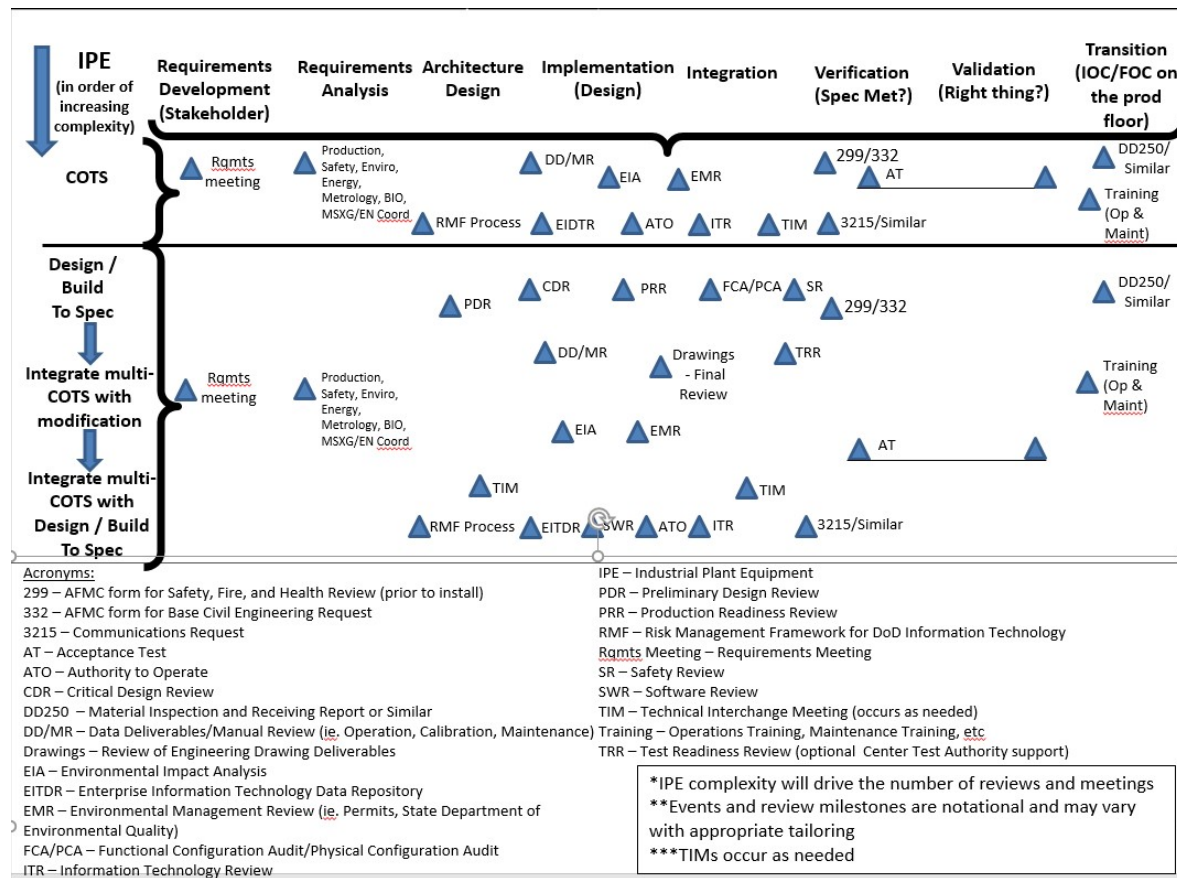 IPE
(in order of
increasing
complexity)
Requirements
Development
(Stakeholder)
Requirements
Analysis
Architecture
Design
Implementation
(Design)
Integration
Verification
(Spec Met?)
Validation
(Right thing?)
Transition
(IOC/FOC on
the prod
floor)
COTS
Rqmts
meeting
Production,
Safety, Enviro,
Energy,
Metrology, BIO,
MSXG/EN Coord
DD/MR
EIA
EMR
299/332
AT
DD250/
Similar
RMF Process
EIDTR
ATO
ITR
TIM
3215/Similar
Training
(Op &
Maint)
Design /
Build
To Spec
Integrate multi-
COTS with
modification
Integrate multi-
COTS with
Design / Build
To Spec
Rqmts
meeting
Production,
Safety, Enviro,
Energy,
Metrology, BIO,
MSXG/EN Coord
PDR
CDR
PRR
FCA/PCA
SR
299/332
DD250/
Similar
DD/MR
Drawings
- Final
Review
TRR
Training
(Op &
Maint)
EIA
EMR
AT
TIM
TIM
RMF Process
EITDR
SWR
ATO
ITR
3215/Similar
Acronyms:
299 – AFMC form for Safety, Fire, and Health Review (prior to install)
332 – AFMC form for Base Civil Engineering Request
3215 – Communications Request
AT – Acceptance Test
ATO – Authority to Operate
CDR – Critical Design Review
DD250 – Material Inspection and Receiving Report or Similar
DD/MR – Data Deliverables/Manual Review (ie. Operation, Calibration, Maintenance)
Drawings – Review of Engineering Drawing Deliverables
EIA – Environmental Impact Analysis
EITDR – Enterprise Information Technology Data Repository
EMR – Environmental Management Review (ie. Permits, State Department of
Environmental Quality)
FCA/PCA – Functional Configuration Audit/Physical Configuration Audit
ITR – Information Technology Review
IPE – Industrial Plant Equipment
PDR – Preliminary Design Review
PRR – Production Readiness Review
RMF – Risk Management Framework for DoD Information Technology
Rqmts Meeting – Requirements Meeting
SR – Safety Review
SWR – Software Review
TIM – Technical Interchange Meeting (occurs as needed)
Training – Operations Training, Maintenance Training, etc
TRR – Test Readiness Review (optional Center Test Authority support)
*IPE complexity will drive the number of reviews and meetings
**Events and review milestones are notational and may vary
with appropriate tailoring
***TIMs occur as needed